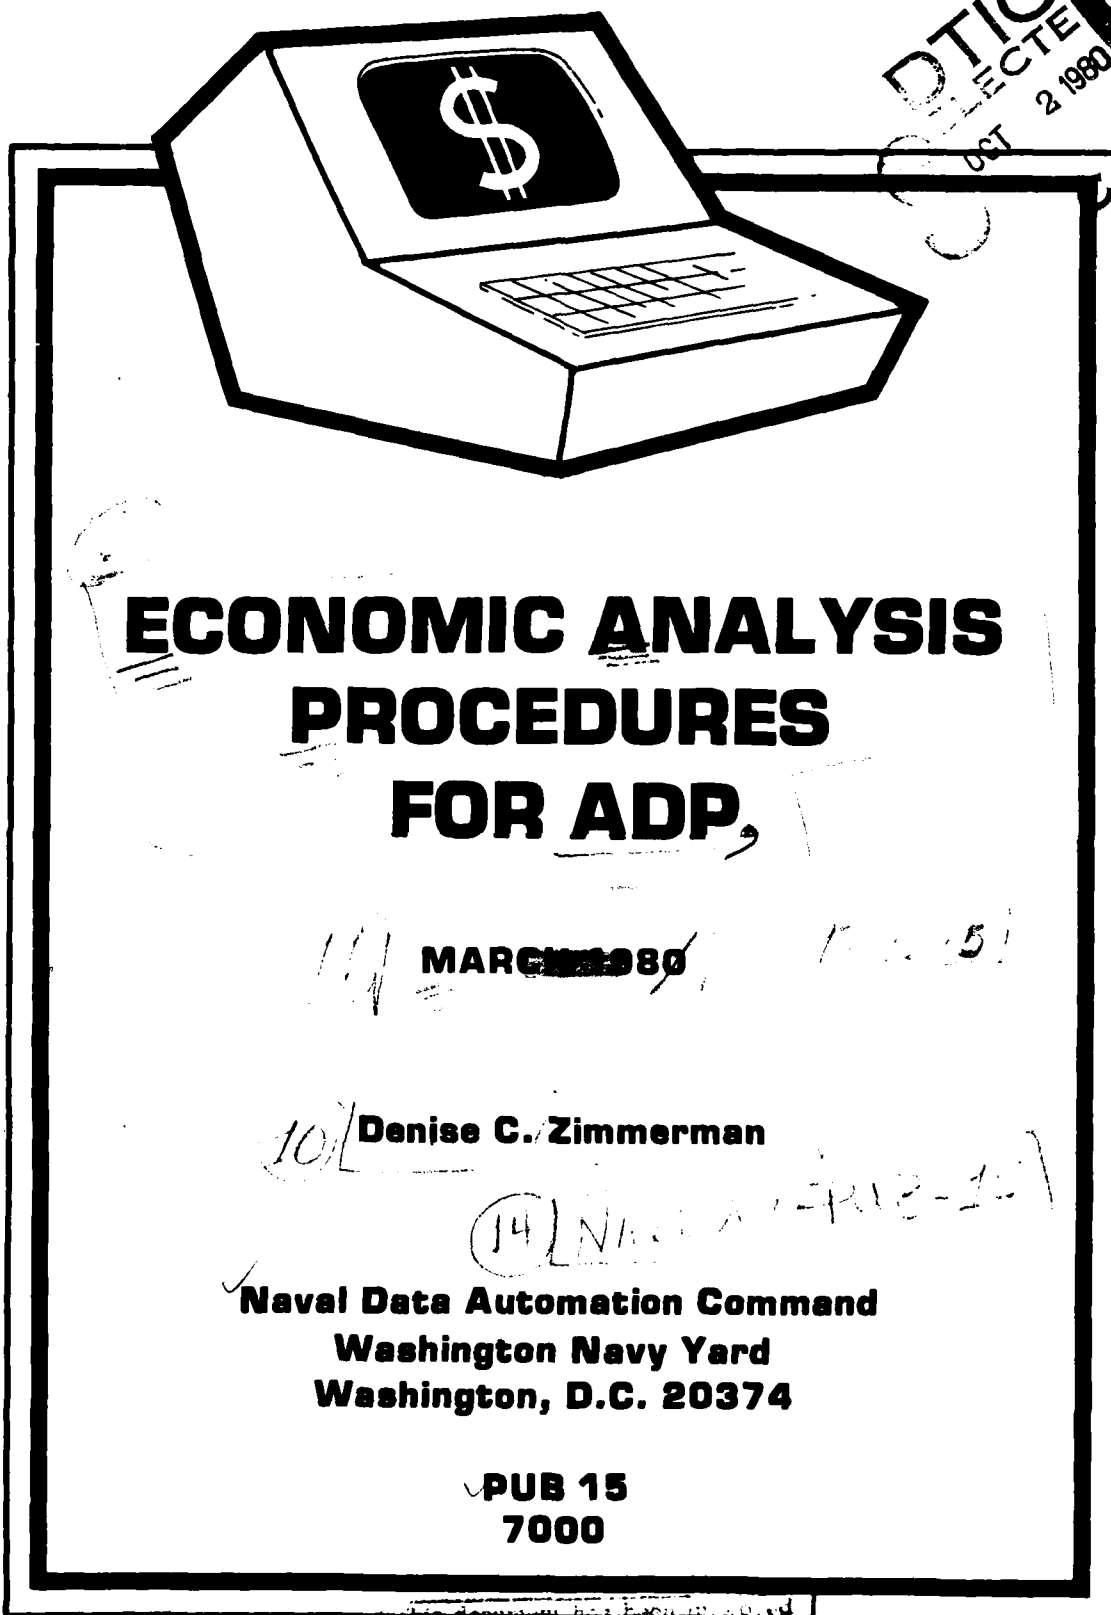 $
DTIC
ELECTE
OCT 2 1980
ECONOMIC ANALYSIS
PROCEDURES
FOR ADP,
MARCH 1980
Denise C. Zimmerman
10
14
Naval Data Automation Command
Washington Navy Yard
Washington, D.C. 20374
PUB 15
7000